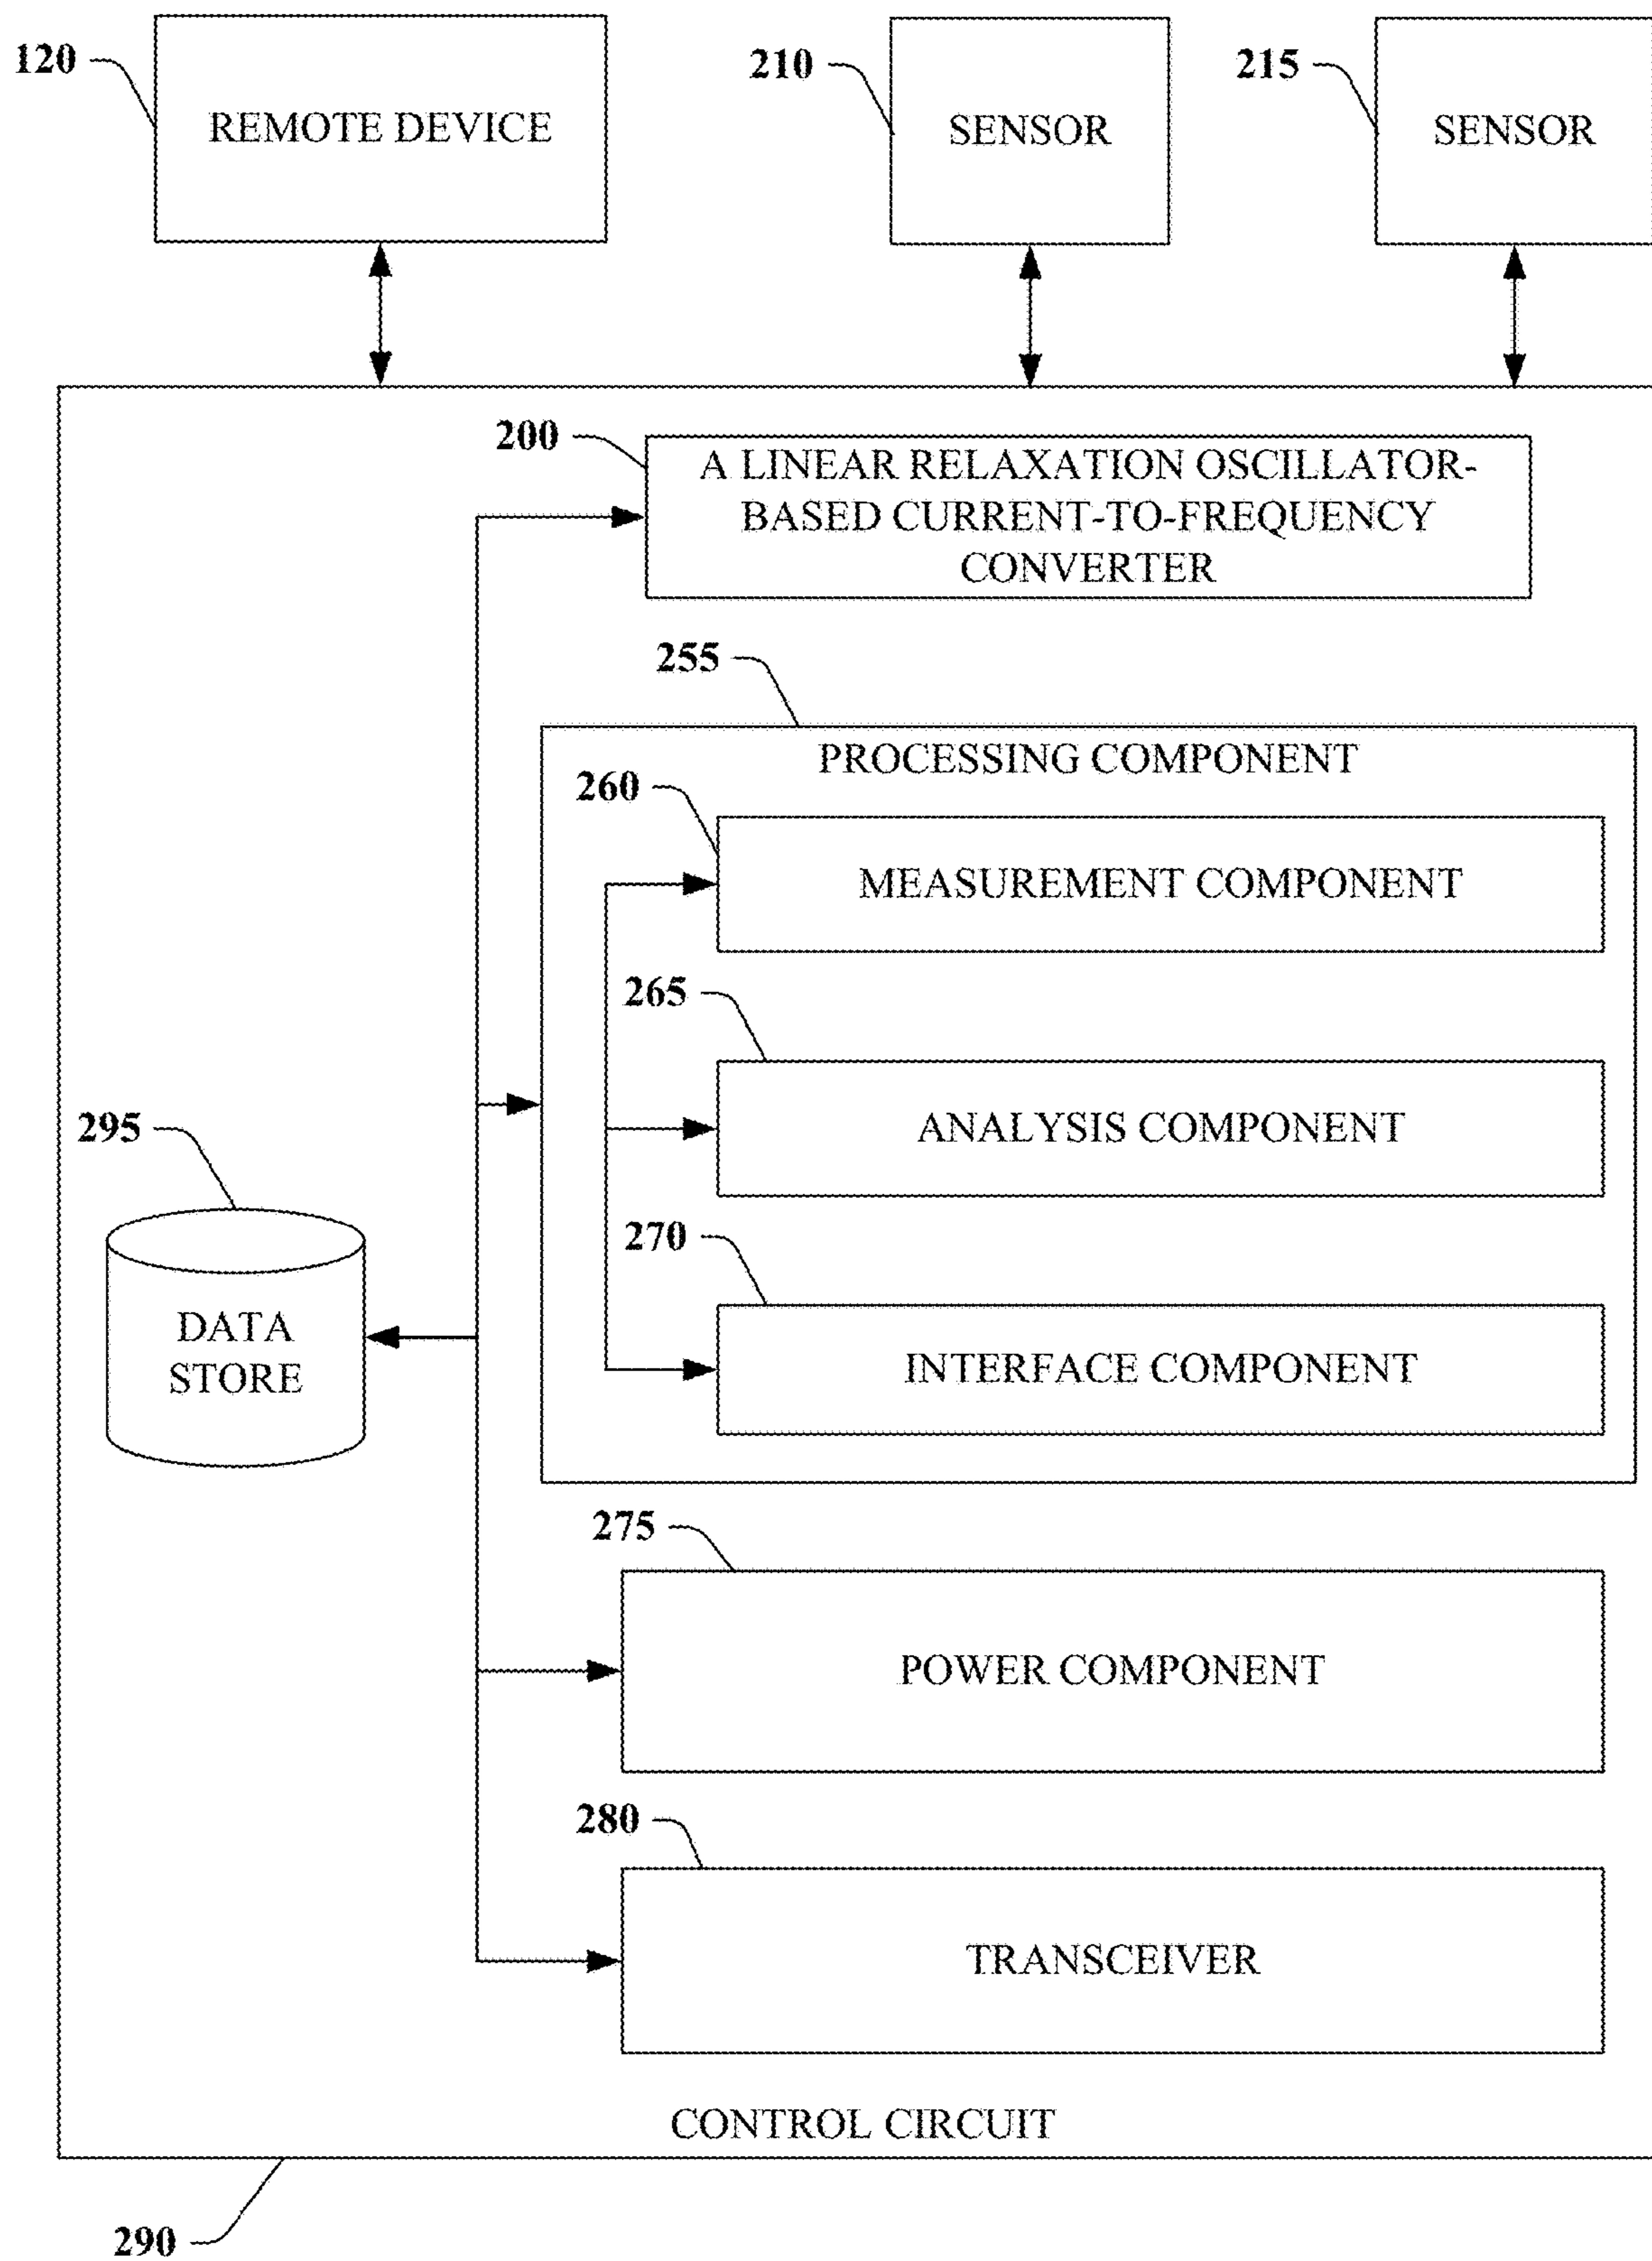 120
REMOTE DEVICE
210
SENSOR
215
SENSOR
200
A LINEAR RELAXATION OSCILLATOR-
BASED CURRENT-TO-FREQUENCY
CONVERTER
255
PROCESSING COMPONENT
260
MEASUREMENT COMPONENT
265
ANALYSIS COMPONENT
295
DATA
STORE
270
INTERFACE COMPONENT
275
POWER COMPONENT
280
TRANSCEIVER
CONTROL CIRCUIT
290